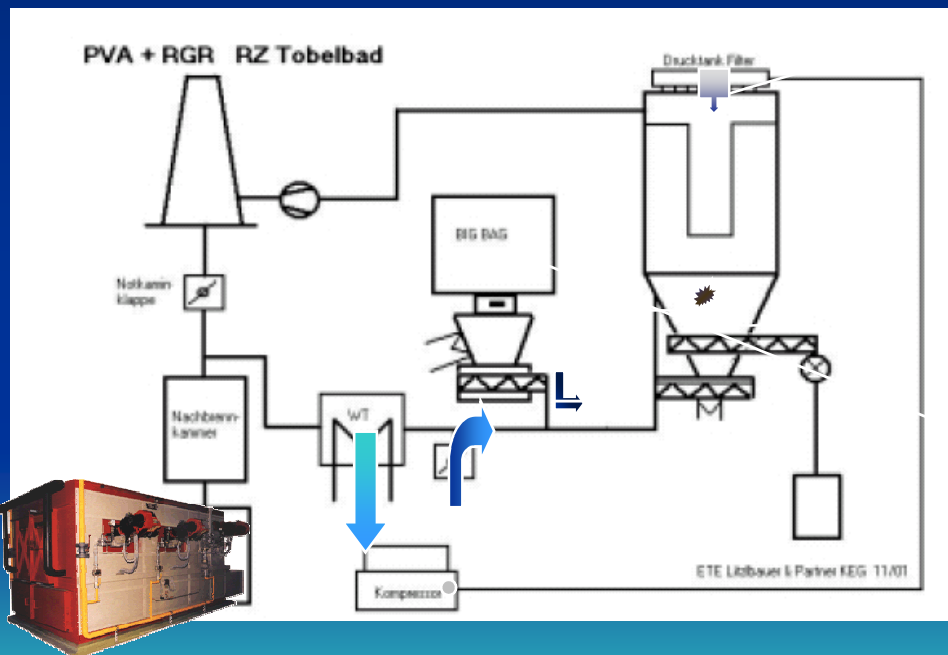 PVA + RGR RZ Tobelbad
Drucktank Filter
BIG BAG
Notkamin-
klappe
Nachbrenn-
kammer
WT
Kompressor
ETE Litzbauer & Partner KEG 11/01